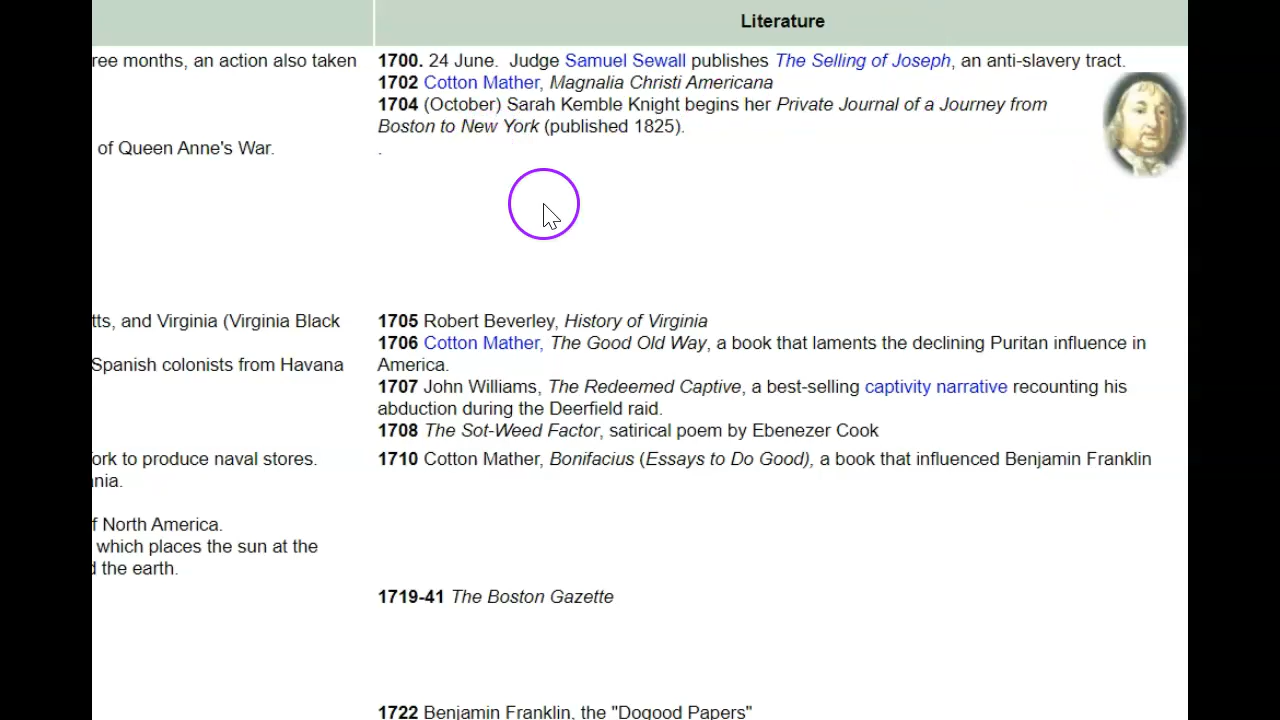 Literature
ree months, an action also taken
1700. 24 June. Judge Samuel Sewall publishes The Selling of Joseph, an anti-slavery tract.
1702 Cotton Mather, Magnalia Christi Americana
1704 (October) Sarah Kemble Knight begins her Private Journal of a Journey from
Boston to New York (published 1825).
of Queen Anne's War.
.
tts, and Virginia (Virginia Black
1705 Robert Beverley, History of Virginia
1706 Cotton Mather, The Good Old Way, a book that laments the declining Puritan influence in
Spanish colonists from Havana
America.
1707 John Williams, The Redeemed Captive, a best-selling captivity narrative recounting his
abduction during the Deerfield raid.
1708 The Sot-Weed Factor, satirical poem by Ebenezer Cook
ork to produce naval stores.
1710 Cotton Mather, Bonifacius (Essays to Do Good), a book that influenced Benjamin Franklin
nia.
f North America.
which places the sun at the
d the earth.
1719-41 The Boston Gazette
1722 Benjamin Franklin, the "Dogood Papers"